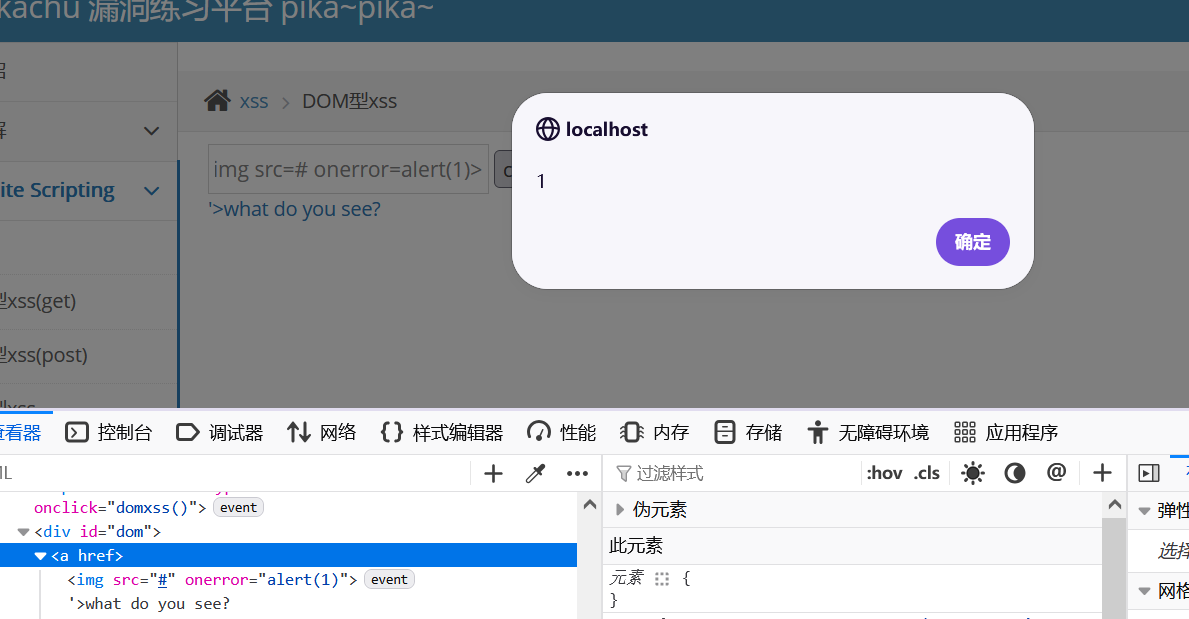 kachu 漏洞练习平台 pika~pika~
xss > DOM型xss
ite Scripting
型xss(get)
型xss(post)
img src=# onerror=alert(1)>
'>what do you see?
localhost
1
确定
查看器 控制台 调试器 网络 样式编辑器 性能 内存 存储 无障碍环境 应用程序
过滤样式 :hov .cls
onclick="domxss()"> event
<div id="dom">
<a href>
<img src="#" onerror="alert(1)"> event
'>what do you see?
伪元素
此元素
元素 {
}
弹性
选择
网格